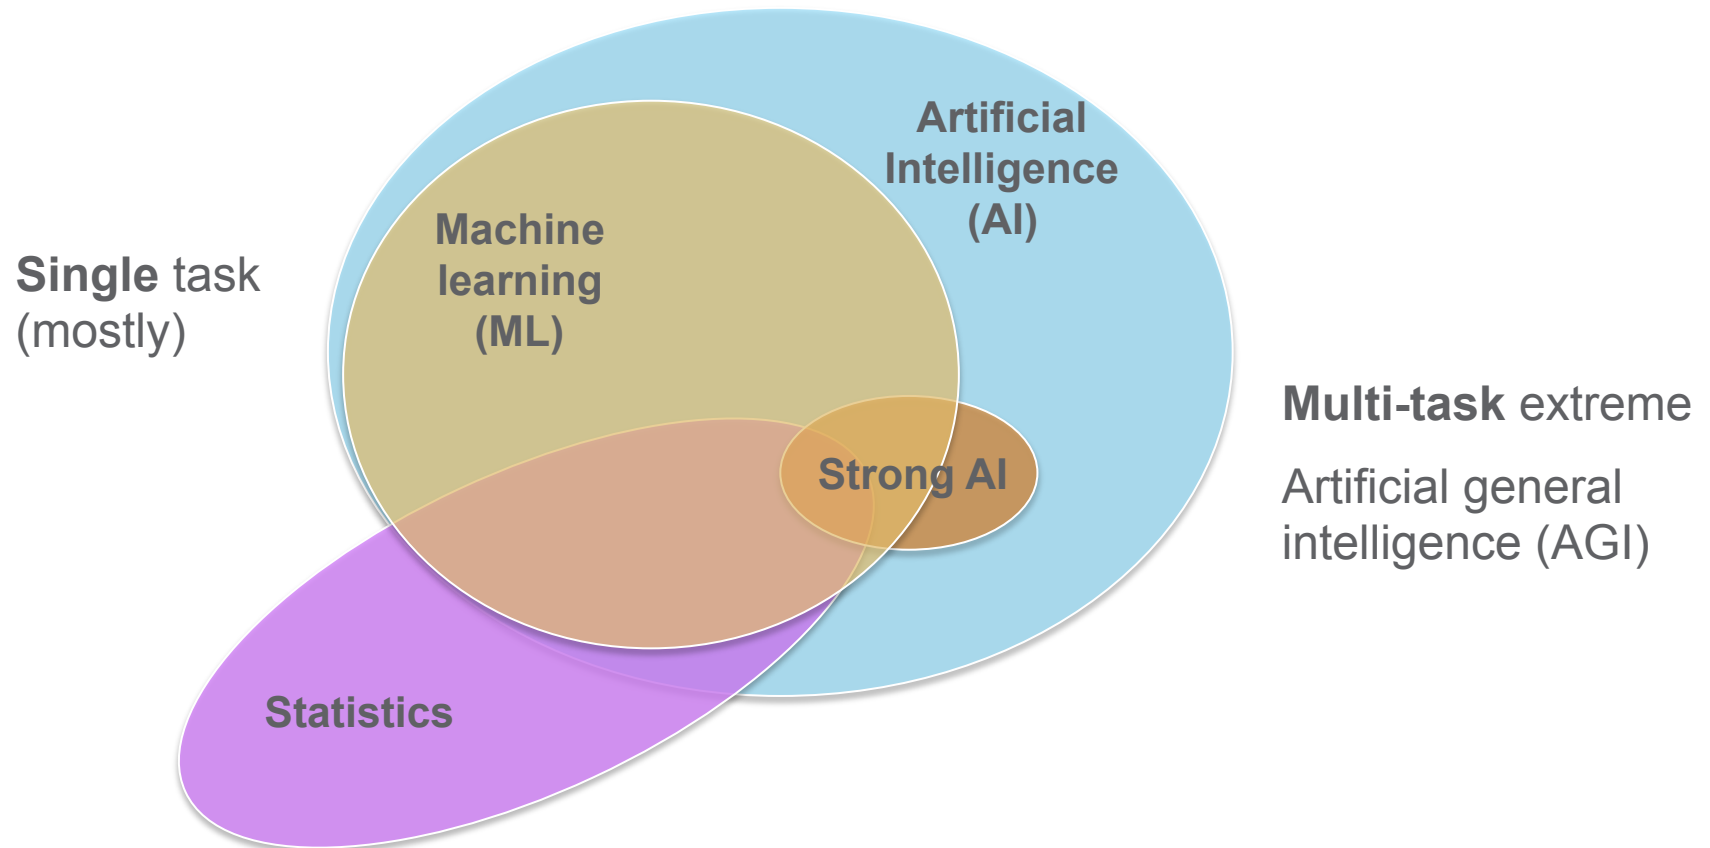 Artificial
Intelligence
(AI)
Machine
learning
(ML)
Single task
(mostly)
Multi-task extreme
Strong AI
Artificial general
intelligence (AGI)
Statistics